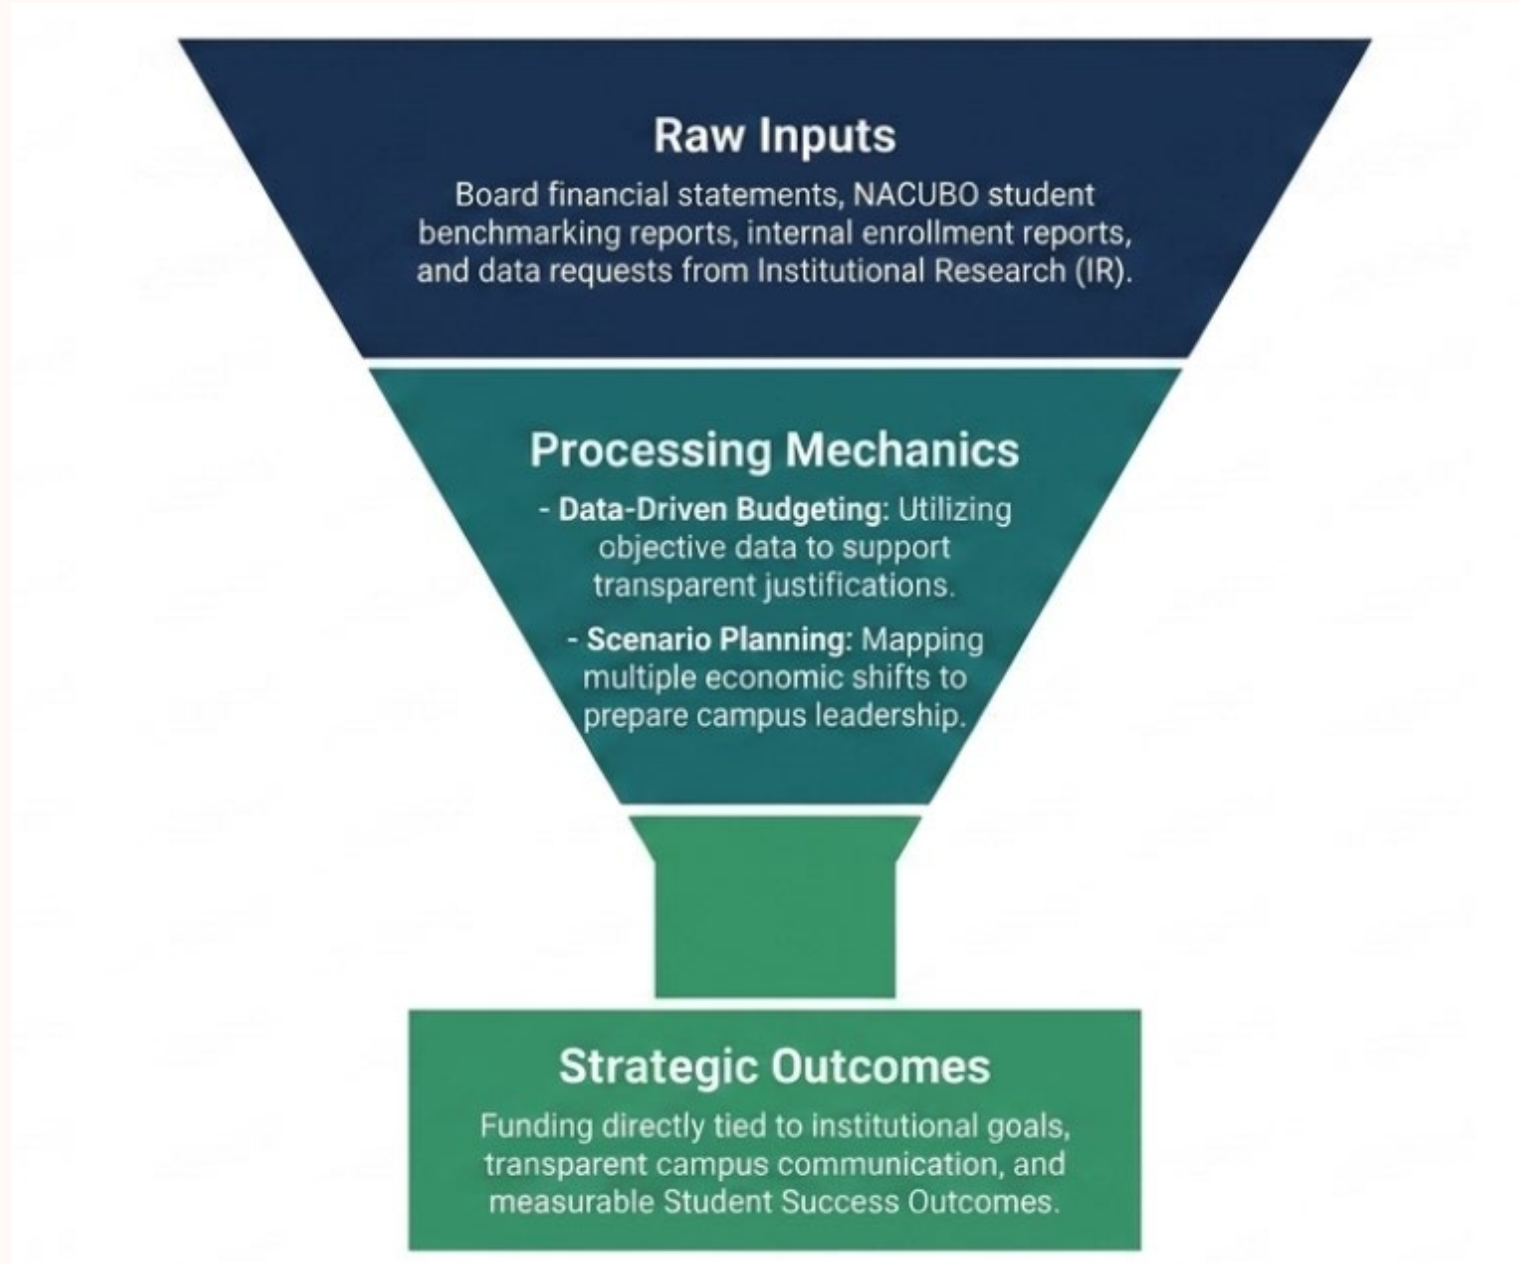 Raw Inputs
Board financial statements, NACUBO student
benchmarking reports, internal enrollment reports,
and data requests from Institutional Research (IR).
Processing Mechanics
- Data-Driven Budgeting: Utilizing
objective data to support
transparent justifications.
- Scenario Planning: Mapping
multiple economic shifts to
prepare campus leadership.
Strategic Outcomes
Funding directly tied to institutional goals,
transparent campus communication, and
measurable Student Success Outcomes.